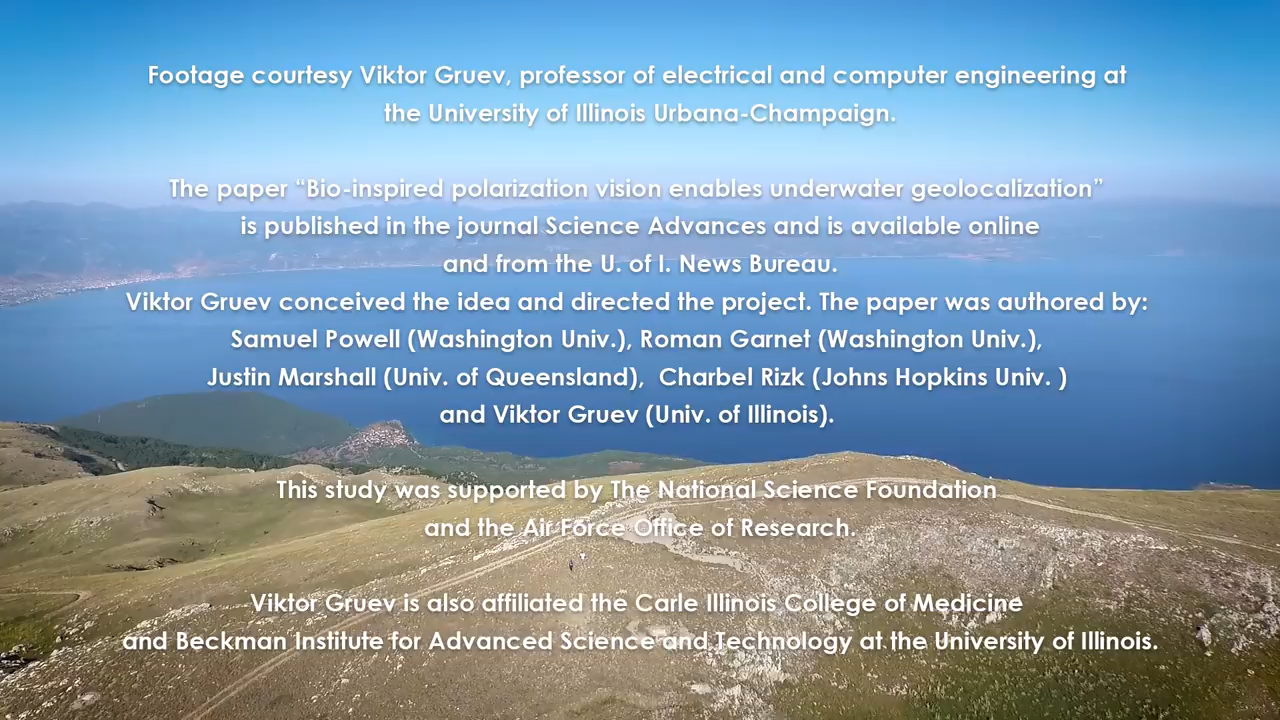 Footage courtesy Viktor Gruev, professor of electrical and computer engineering at
the University of Illinois Urbana-Champaign.
The paper “Bio-inspired polarization vision enables underwater geolocalization”
is published in the journal Science Advances and is available online
and from the U. of I. News Bureau.
Viktor Gruev conceived the idea and directed the project. The paper was authored by:
Samuel Powell (Washington Univ.), Roman Garnet (Washington Univ.),
Justin Marshall (Univ. of Queensland),  Charbel Rizk (Johns Hopkins Univ. )
and Viktor Gruev (Univ. of Illinois).
This study was supported by The National Science Foundation
and the Air Force Office of Research.
Viktor Gruev is also affiliated the Carle Illinois College of Medicine
and Beckman Institute for Advanced Science and Technology at the University of Illinois.